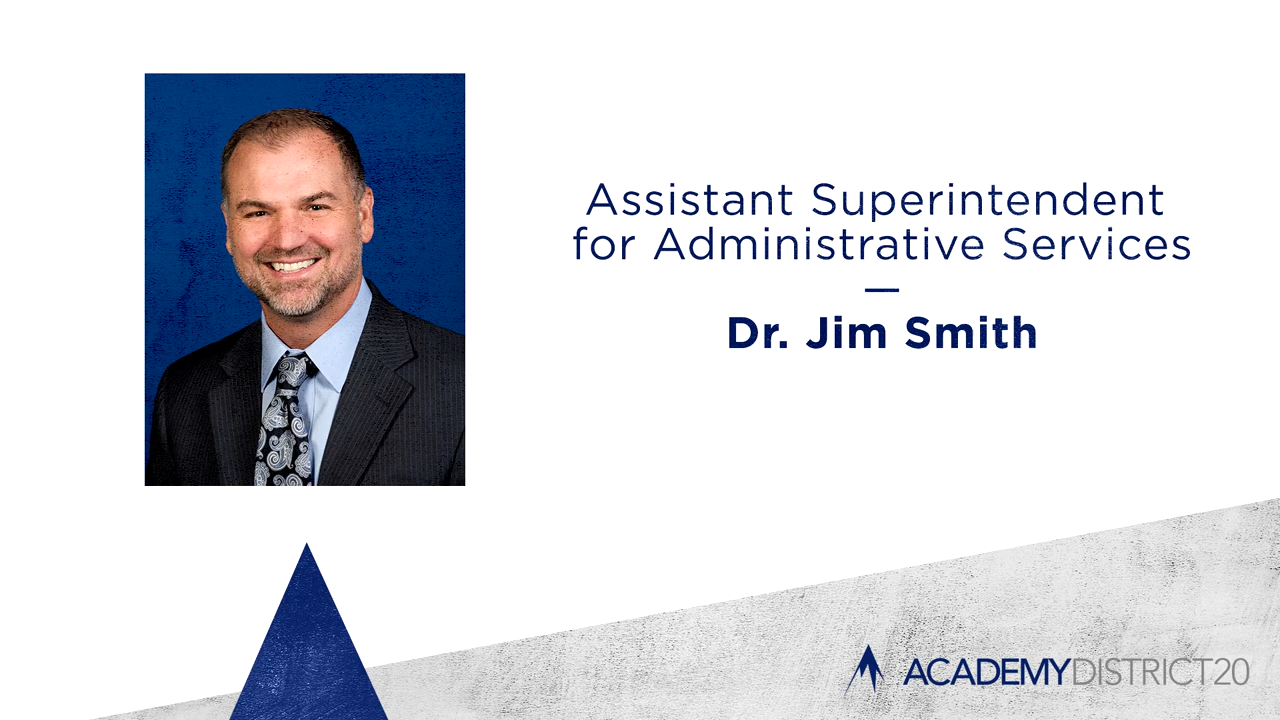 Assistant Superintendent
for Administrative Services
—
Dr. Jim Smith
ACADEMYDISTRICT20